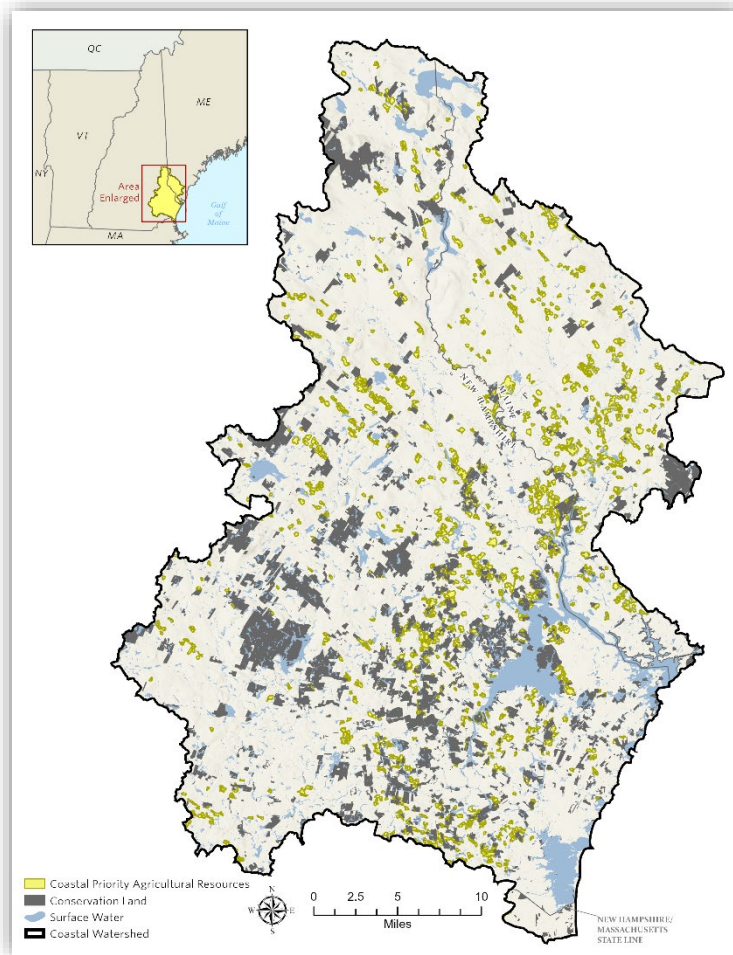 QC
ME
VT
NY
Area
Enlarged
Gulf
of
Maine
MA
MAINE
NEW HAMPSHIRE
Coastal Priority Agricultural Resources
Conservation Land
Surface Water
Coastal Watershed
N
W E
S
0 2.5 5 10
Miles
NEW HAMPSHIRE/
MASSACHUSETTS
STATE LINE